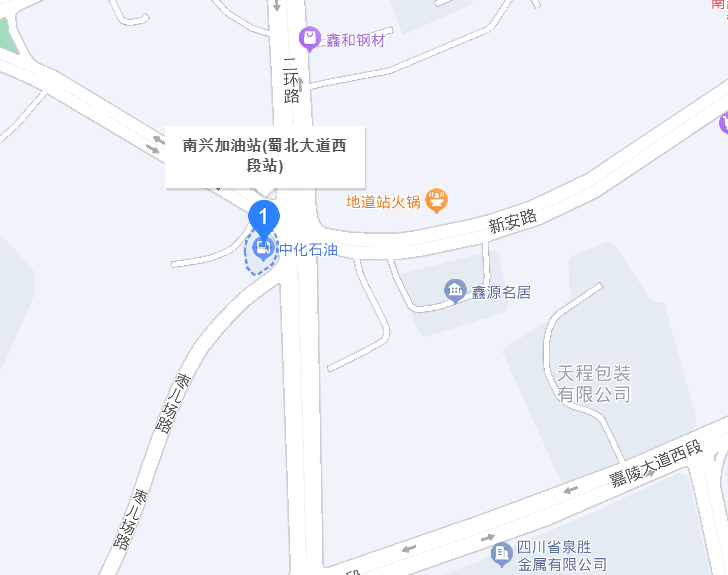 南
鑫和钢材
二环路
南兴加油站(蜀北大道西
段站)
地道站火锅
新安路
1
中化石油
鑫源名居
天程包装
有限公司
枣儿场路
嘉陵大道西段
枣儿场路
四川省泉胜
金属有限公司
段